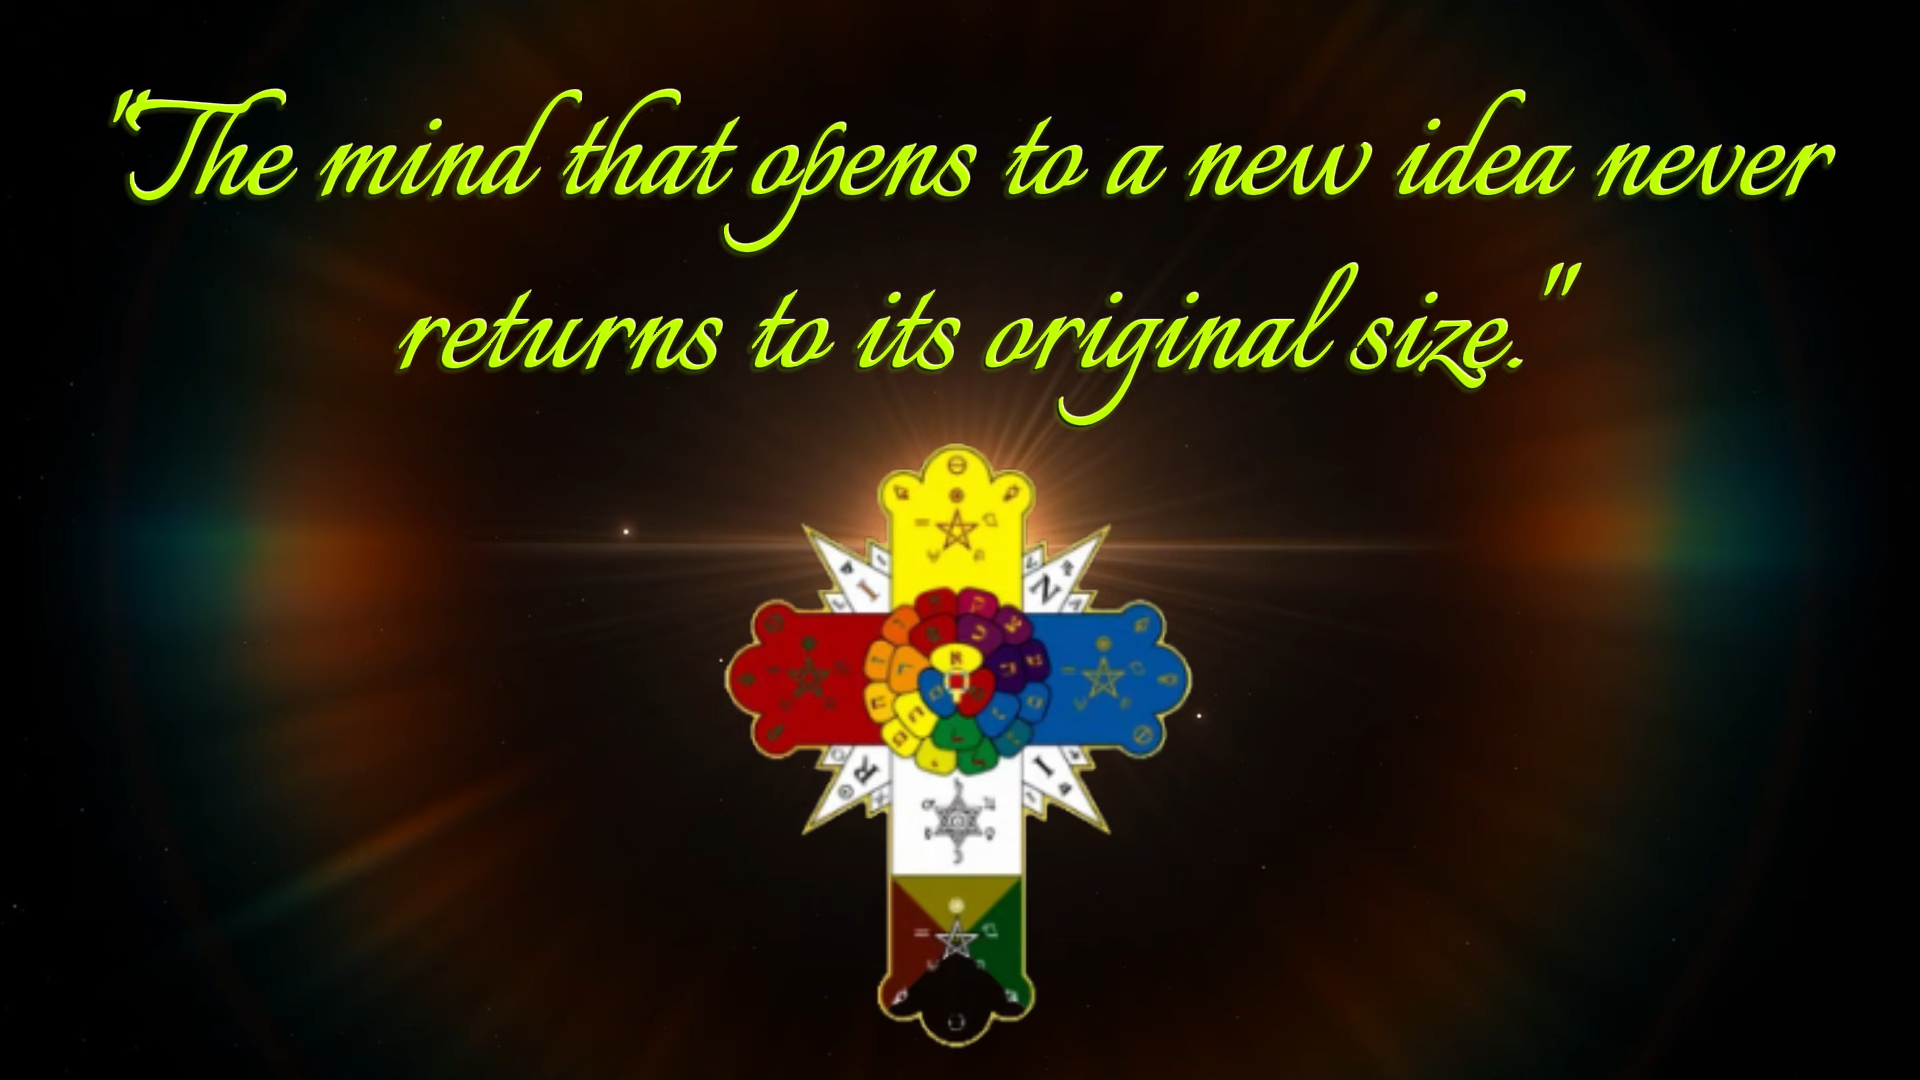 "The mind that opens to a new idea never
returns to its original size."
I N
R I